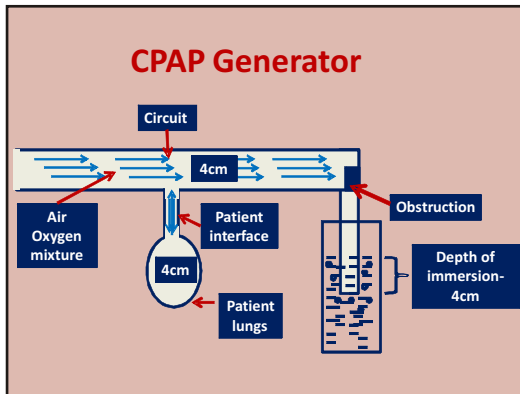 CPAP Generator
Circuit
4cm
Air
Oxygen
mixture
Patient
interface
Obstruction
4cm
Depth of
immersion-
4cm
Patient
lungs